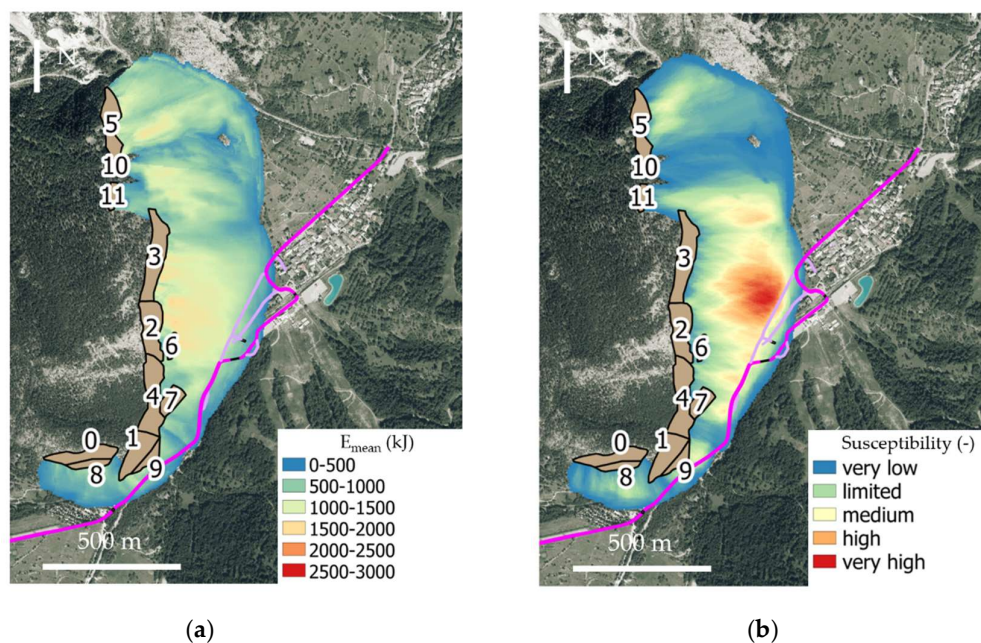 N
5
10
11
3
2
6
4
7
0
1
8
9
500 m
E_mean (kJ)
0-500
500-1000
1000-1500
1500-2000
2000-2500
2500-3000
(a)
N
5
10
11
3
2
6
4
7
0
1
8
9
500 m
Susceptibility (-)
very low
limited
medium
high
very high
(b)